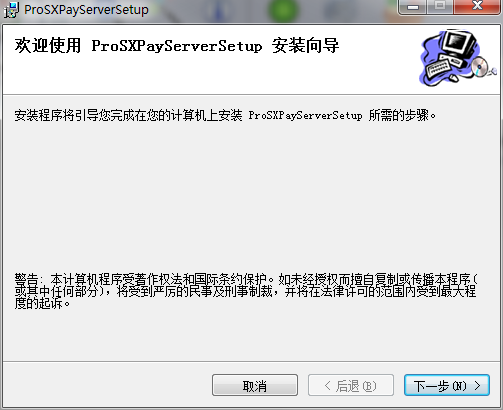 ProSXPayServerSetup
欢迎使用 ProSXPayServerSetup 安装向导
安装程序将引导您完成在您的计算机上安装 ProSXPayServerSetup 所需的步骤。
警告: 本计算机程序受著作权法和国际条约保护。如未经授权而擅自复制或传播本程序(
或其中任何部分)，将受到严厉的民事及刑事制裁，并将在法律许可的范围内受到最大程
度的起诉。
取消
< 后退(B)
下一步(N) >